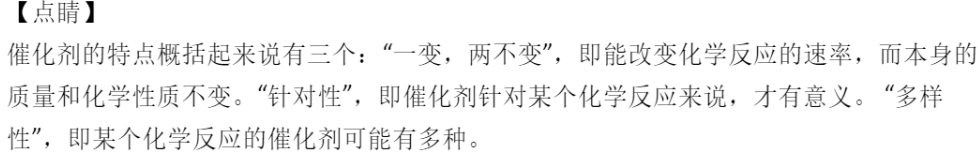 【点睛】
催化剂的特点概括起来说有三个：“一变，两不变”，即能改变化学反应的速率，而本身的
质量和化学性质不变。“针对性”，即催化剂针对某个化学反应来说，才有意义。 “多样
性”，即某个化学反应的催化剂可能有多种。